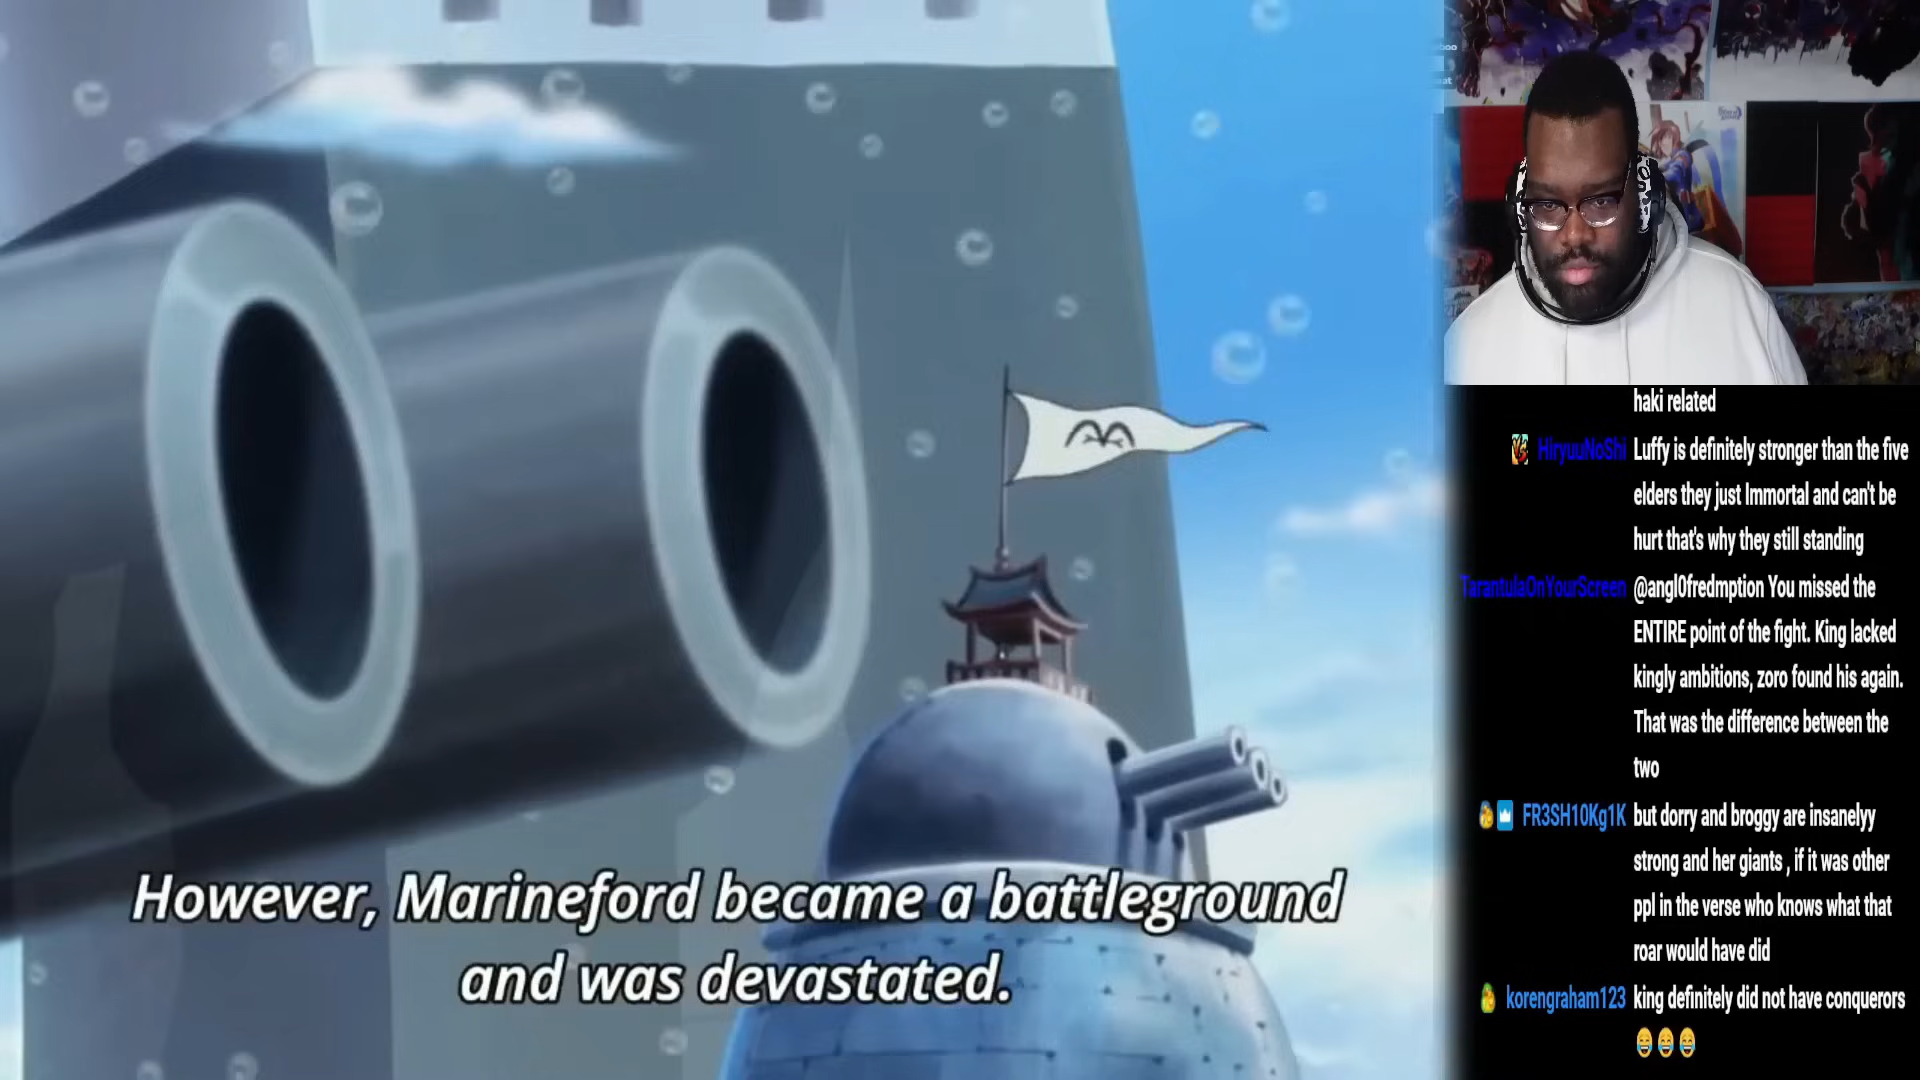 However, Marineford became a battleground
and was devastated.
haki related
HiryuuNoShi Luffy is definitely stronger than the five
elders they just Immortal and can't be
hurt that's why they still standing
TarantulaOnYourScreen @angl0fredmption You missed the
ENTIRE point of the fight. King lacked
kingly ambitions, zoro found his again.
That was the difference between the
two
FR3SH10Kg1K but dorry and broggy are insanelyy
strong and her giants , if it was other
ppl in the verse who knows what that
roar would have did
korengraham123 king definitely did not have conquerors
😂😂😂